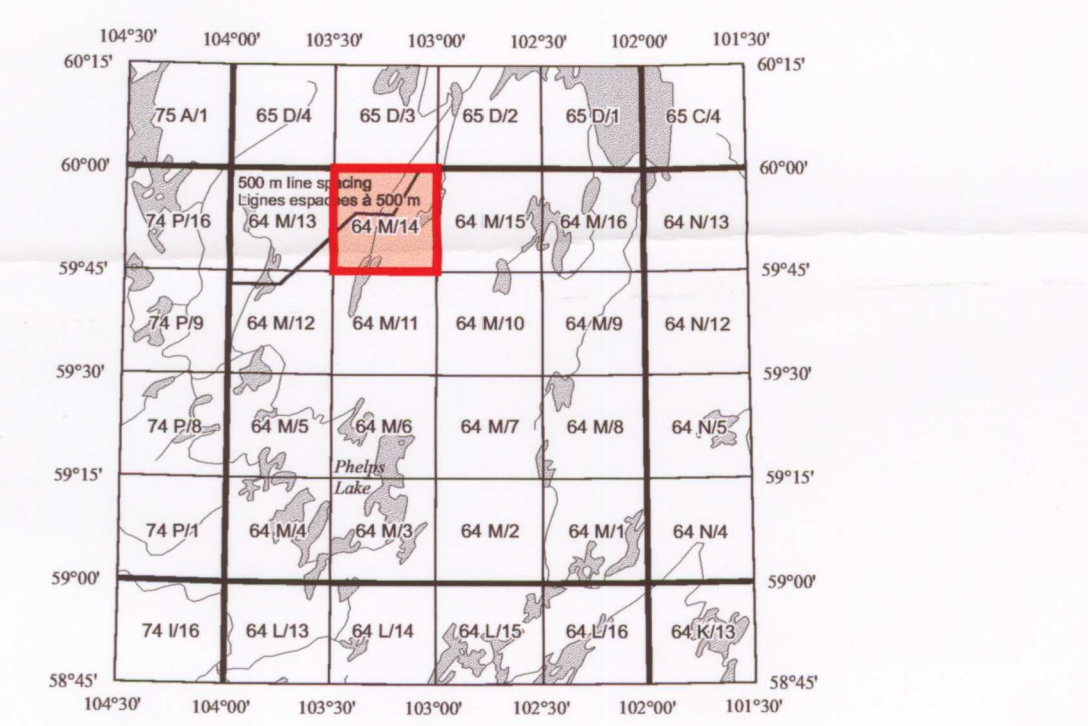 104°30' 104°00' 103°30' 103°00' 102°30' 102°00' 101°30'
60°15' 60°15'
75 A/1 65 D/4 65 D/3 65 D/2 65 D/1 65 C/4
60°00' 60°00'
500 m line spacing
Lignes espacées à 500 m
74 P/16 64 M/13 64 M/14 64 M/15 64 M/16 64 N/13
59°45' 59°45'
74 P/9 64 M/12 64 M/11 64 M/10 64 M/9 64 N/12
59°30' 59°30'
74 P/8 64 M/5 64 M/6 64 M/7 64 M/8 64 N/5
Phelps
59°15' 59°15'
Lake
74 P/1 64 M/4 64 M/3 64 M/2 64 M/1 64 N/4
59°00' 59°00'
74 I/16 64 L/13 64 L/14 64 L/15 64 L/16 64 K/13
58°45' 58°45'
104°30' 104°00' 103°30' 103°00' 102°30' 102°00' 101°30'